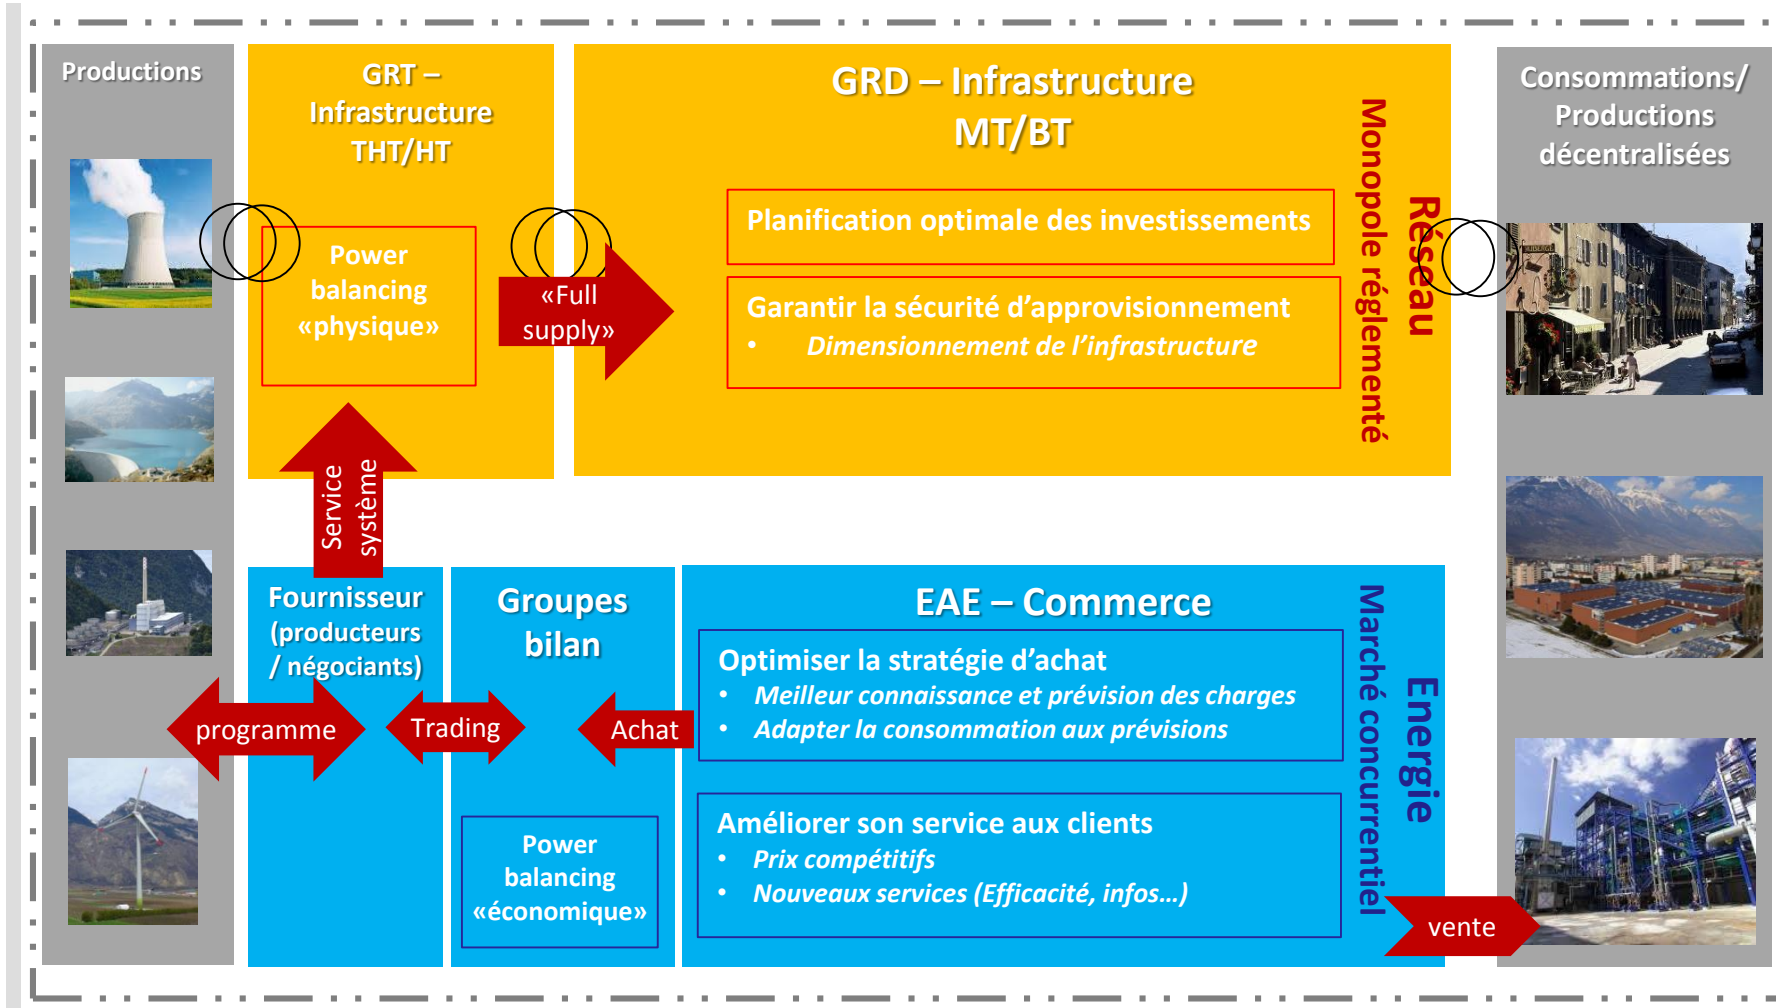 Productions
GRT –
Infrastructure
THT/HT
Power
balancing
«physique»
«Full
supply»
GRD – Infrastructure
MT/BT
Planification optimale des investissements
Garantir la sécurité d’approvisionnement
• Dimensionnement de l’infrastructure
Monopole réglementé
Réseau
Consommations/
Productions
décentralisées
Service
système
Fournisseur
(producteurs
/ négociants)
programme
Trading
Groupes
bilan
Achat
Power
balancing
«économique»
EAE – Commerce
Optimiser la stratégie d’achat
• Meilleur connaissance et prévision des charges
• Adapter la consommation aux prévisions
Améliorer son service aux clients
• Prix compétitifs
• Nouveaux services (Efficacité, infos…)
Marché concurrentiel
Energie
vente